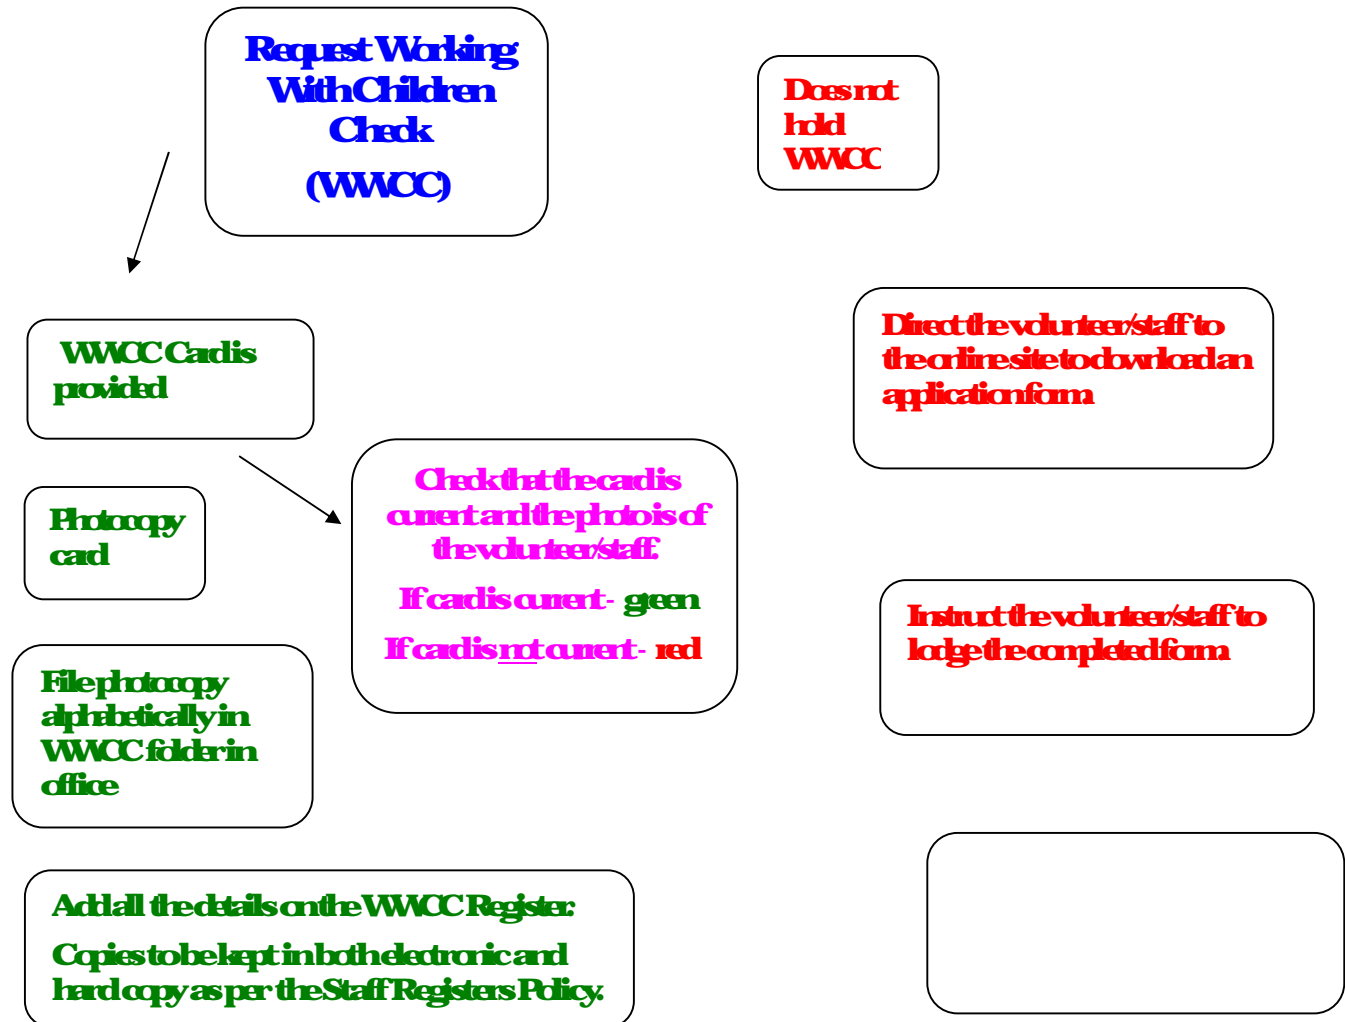 Request Working
With Children
Check
(WWCC)
Does not
hold
WWCC
WWCC Card is
provided
Direct the volunteer/staff to
the online site to download an
application form
Check that the card is
current and the photo is of
the volunteer/staff.
If card is current - green
If card is not current - red
Photocopy
card
Instruct the volunteer/staff to
lodge the completed form
File photocopy
alphabetically in
WWCC folder in
office
Add all the details on the WWCC Register.
Copies to be kept in both electronic and
hard copy as per the Staff Registers Policy.